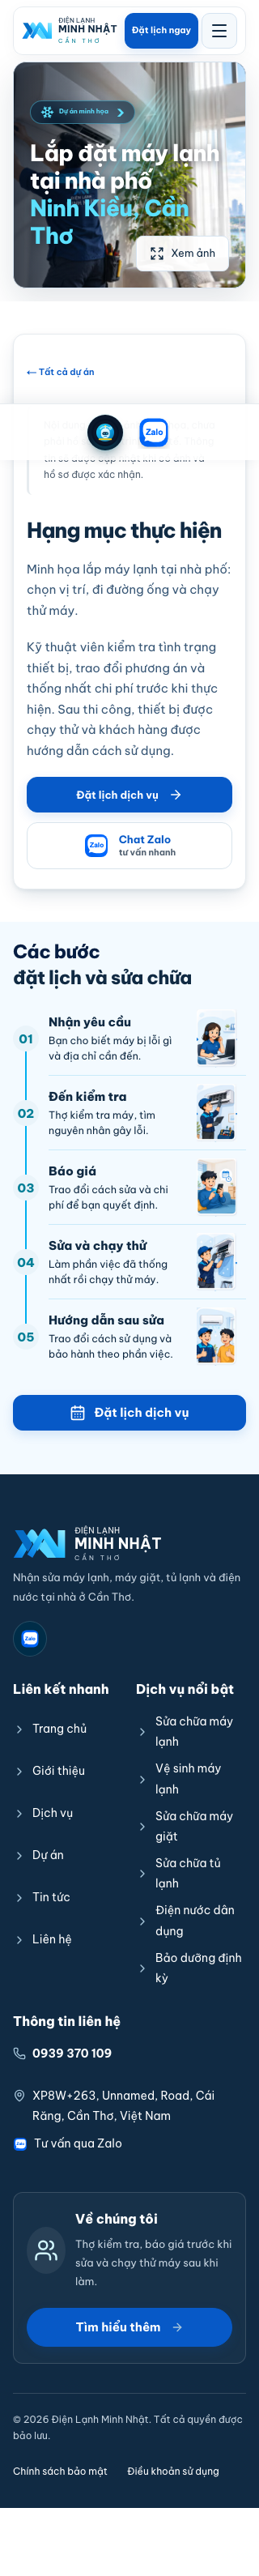 ĐIỆN LẠNH
MINH NHẬT
CẦN THƠ
Đặt lịch ngay
Dự án minh họa
Lắp đặt máy lạnh
tại nhà phố
Ninh Kiều, Cần
Thơ
Xem ảnh
← Tất cả dự án
Zalo
hồ sơ được xác nhận.
Hạng mục thực hiện
Minh họa lắp máy lạnh tại nhà phố:
chọn vị trí, đi đường ống và chạy
thử máy.
Kỹ thuật viên kiểm tra tình trạng
thiết bị, trao đổi phương án và
thống nhất chi phí trước khi thực
hiện. Sau thi công, thiết bị được
chạy thử và khách hàng được
hướng dẫn cách sử dụng.
Đặt lịch dịch vụ
Zalo
Chat Zalo
tư vấn nhanh
Các bước
đặt lịch và sửa chữa
01
Nhận yêu cầu
Bạn cho biết máy bị lỗi gì
và địa chỉ cần đến.
02
Đến kiểm tra
Thợ kiểm tra máy, tìm
nguyên nhân gây lỗi.
03
Báo giá
Trao đổi cách sửa và chi
phí để bạn quyết định.
04
Sửa và chạy thử
Làm phần việc đã thống
nhất rồi chạy thử máy.
05
Hướng dẫn sau sửa
Trao đổi cách sử dụng và
bảo hành theo phần việc.
Đặt lịch dịch vụ
ĐIỆN LẠNH
MINH NHẬT
CẦN THƠ
Nhận sửa máy lạnh, máy giặt, tủ lạnh và điện
nước tại nhà ở Cần Thơ.
Zalo
Liên kết nhanh
Trang chủ
Giới thiệu
Dịch vụ
Dự án
Tin tức
Liên hệ
Dịch vụ nổi bật
Sửa chữa máy
lạnh
Vệ sinh máy
lạnh
Sửa chữa máy
giặt
Sửa chữa tủ
lạnh
Điện nước dân
dụng
Bảo dưỡng định
kỳ
Thông tin liên hệ
0939 370 109
XP8W+263, Unnamed, Road, Cái
Răng, Cần Thơ, Việt Nam
Zalo
Tư vấn qua Zalo
Về chúng tôi
Thợ kiểm tra, báo giá trước khi
sửa và chạy thử máy sau khi
làm.
Tìm hiểu thêm
© 2026 Điện Lạnh Minh Nhật. Tất cả quyền được
bảo lưu.
Chính sách bảo mật
Điều khoản sử dụng